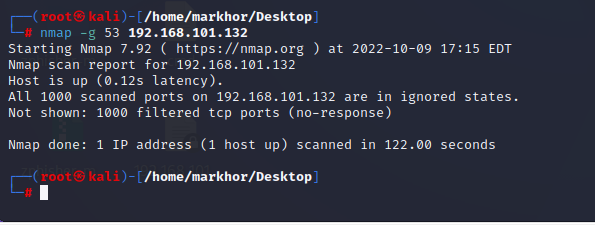 ┌──(root㉿kali)-[/home/markhor/Desktop]
└─# nmap -g 53 192.168.101.132
Starting Nmap 7.92 ( https://nmap.org ) at 2022-10-09 17:15 EDT
Nmap scan report for 192.168.101.132
Host is up (0.12s latency).
All 1000 scanned ports on 192.168.101.132 are in ignored states.
Not shown: 1000 filtered tcp ports (no-response)
Nmap done: 1 IP address (1 host up) scanned in 122.00 seconds
┌──(root㉿kali)-[/home/markhor/Desktop]
└─#